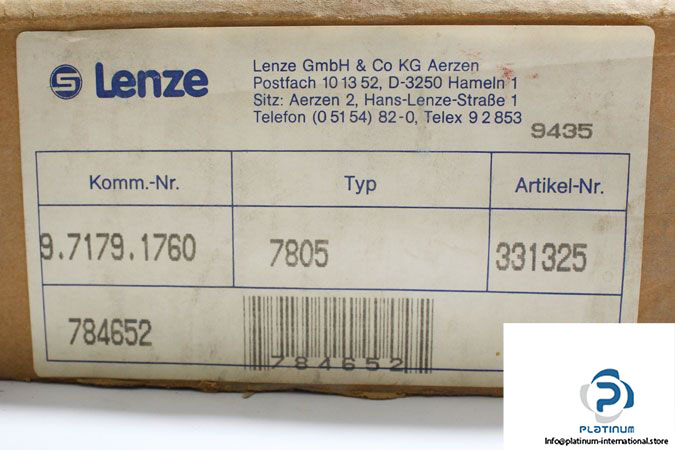 Lenze
Lenze GmbH & Co KG Aerzen
Postfach 10 13 52, D-3250 Hameln 1
Sitz: Aerzen 2, Hans-Lenze-Straße 1
Telefon (0 51 54) 82-0, Telex 9 2 853
9435
Komm.-Nr. Typ Artikel-Nr.
9.7179.1760 7805 331325
784652
784652
PLATINUM
Info@platinum-international.store